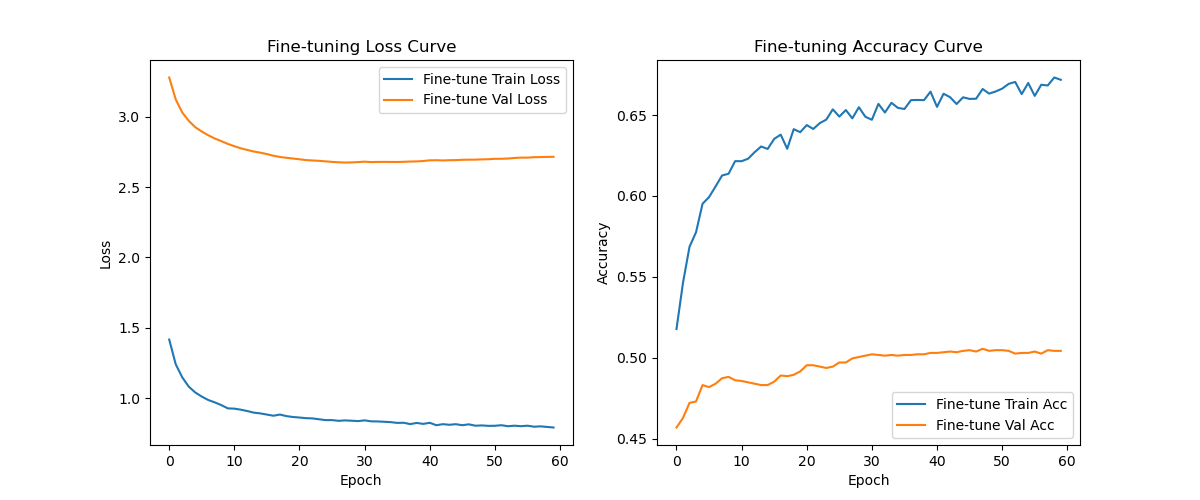 Fine-tuning Loss Curve
Fine-tune Train Loss
Fine-tune Val Loss
3.0
2.5
2.0
1.5
1.0
Loss
0 10 20 30 40 50 60
Epoch
Fine-tuning Accuracy Curve
0.65
0.60
0.55
0.50
0.45
Accuracy
Fine-tune Train Acc
Fine-tune Val Acc
0 10 20 30 40 50 60
Epoch